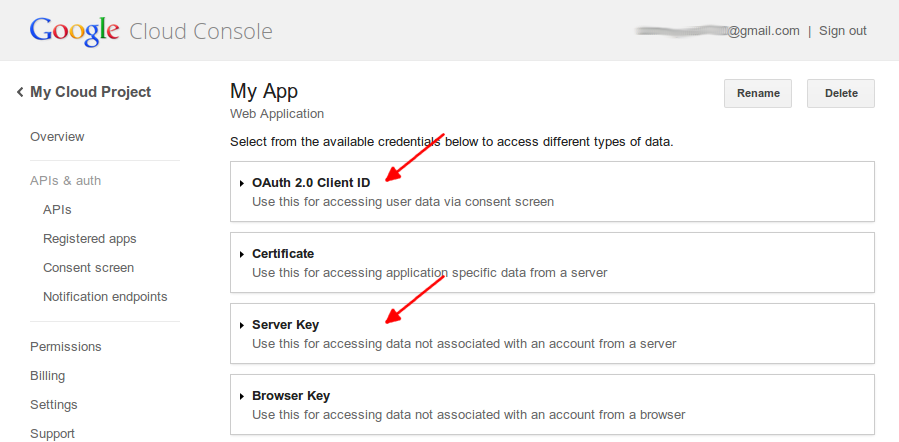 Google Cloud Console
@gmail.com | Sign out
My Cloud Project
Overview
APIs & auth
APIs
Registered apps
Consent screen
Notification endpoints
Permissions
Billing
Settings
Support
My App
Rename
Delete
Web Application
Select from the available credentials below to access different types of data.
OAuth 2.0 Client ID
Use this for accessing user data via consent screen
Certificate
Use this for accessing application specific data from a server
Server Key
Use this for accessing data not associated with an account from a server
Browser Key
Use this for accessing data not associated with an account from a browser